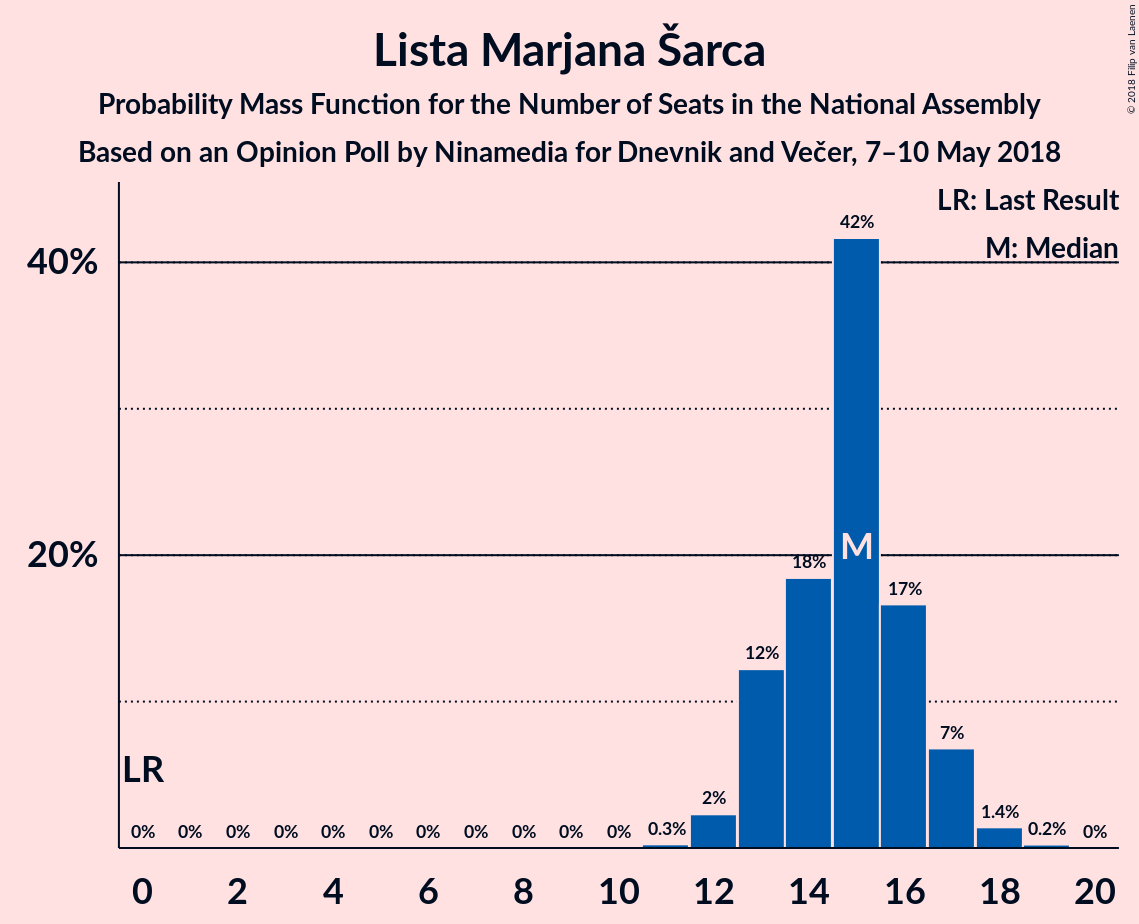 Lista Marjana Šarca
Probability Mass Function for the Number of Seats in the National Assembly
Based on an Opinion Poll by Ninamedia for Dnevnik and Večer, 7–10 May 2018
© 2018 Filip van Laenen
LR: Last Result
M: Median
40%
20%
42%
18%
M
17%
12%
7%
LR
2%
1.4%
0% 0% 0% 0% 0% 0% 0% 0% 0% 0% 0% 0.3% 0.2% 0%
0 2 4 6 8 10 12 14 16 18 20